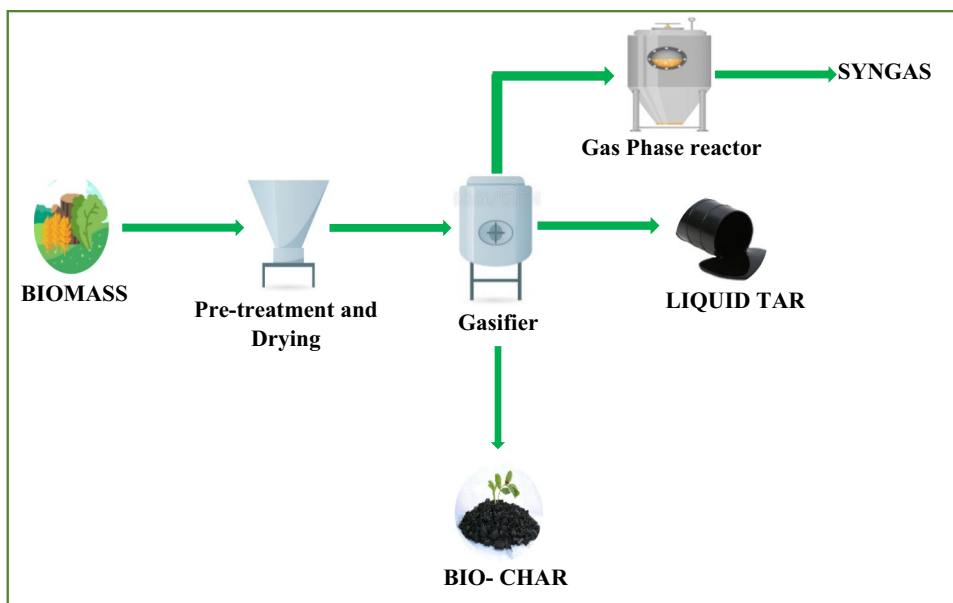 SYNGAS
Gas Phase reactor
BIOMASS
Pre-treatment and
Drying
Gasifier
LIQUID TAR
BIO- CHAR